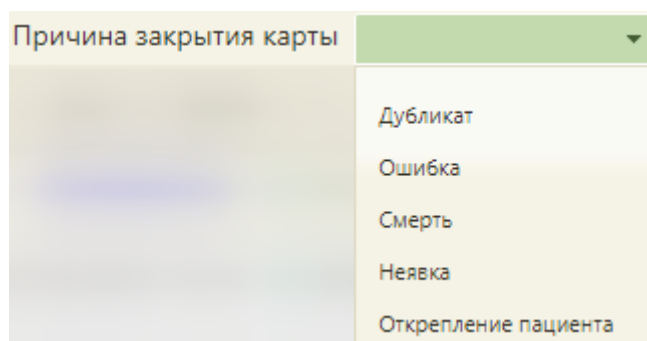 Причина закрытия карты
Дубликат
Ошибка
Смерть
Неявка
Открепление пациента